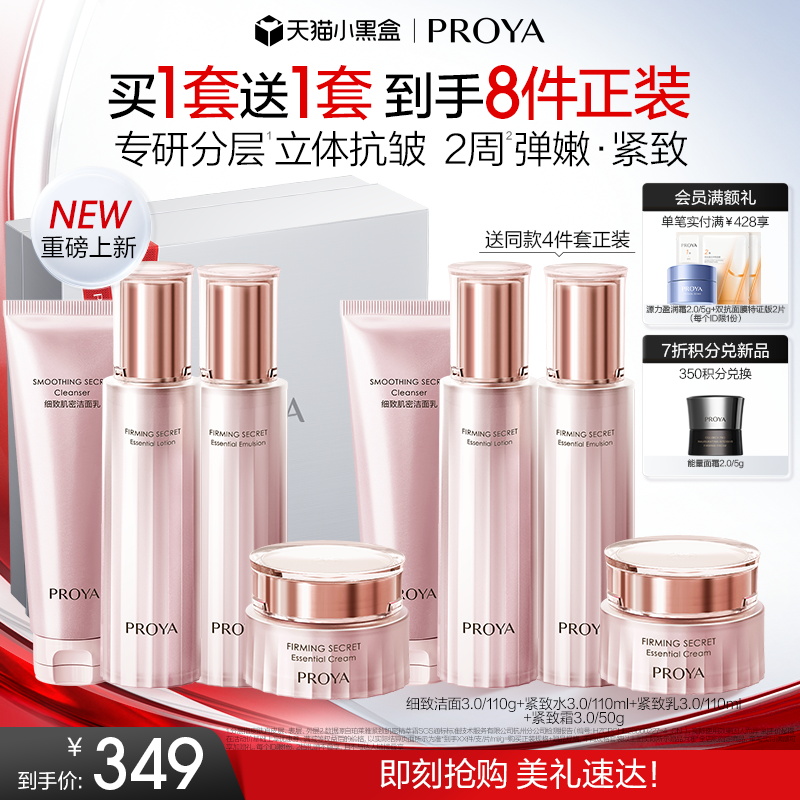 天猫小黑盒 | PROYA
买1套送1套 到手8件正装
专研分层¹立体抗皱 2周²弹嫩·紧致
NEW
重磅上新
送同款4件套正装
会员满额礼
单笔实付满¥428享
PROYA
PROYA
源力盈润霜2.0/5g+双抗面膜特证版2片
（每个ID限1份）
7折积分兑新品
350积分兑换
PROYA
能量面霜2.0/5g
SMOOTHING SECRE
Cleanser
细致肌密洁面乳
PROYA
FIRMING SECRET
Essential Lotion
PROYA
FIRMING SECRET
Essential Emulsion
FIRMING SECRET
Essential Cream
PROYA
SMOOTHING SECRE
Cleanser
细致肌密洁面乳
PROYA
FIRMING SECRET
Essential Lotion
PROYA
FIRMING SECRET
Essential Emulsion
FIRMING SECRET
Essential Cream
PROYA
细致洁面3.0/110g+紧致水3.0/110ml+紧致乳3.0/110ml
+紧致霜3.0/50g
¥
到手价:
349
即刻抢购 美礼速达！